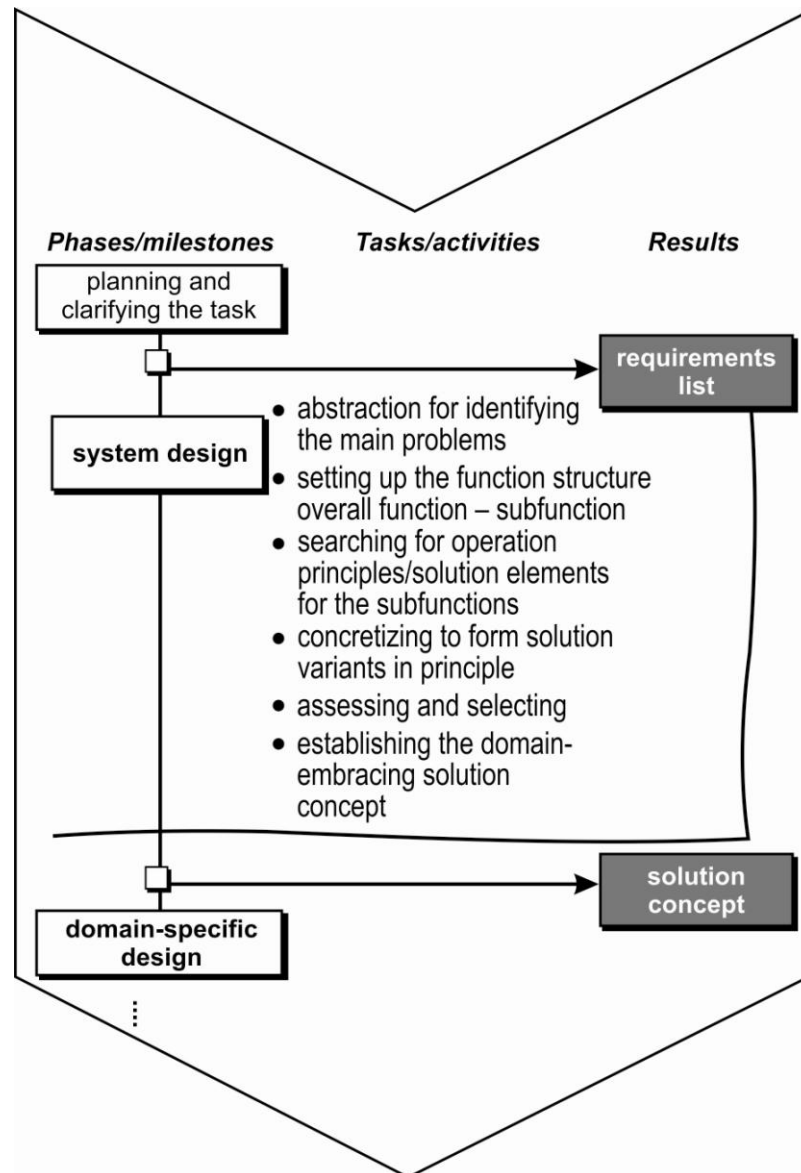 Phases/milestones Tasks/activities Results
planning and
clarifying the task
requirements
list
system design
• abstraction for identifying
the main problems
• setting up the function structure
overall function – subfunction
• searching for operation
principles/solution elements
for the subfunctions
• concretizing to form solution
variants in principle
• assessing and selecting
• establishing the domain-
embracing solution
concept
solution
concept
domain-specific
design